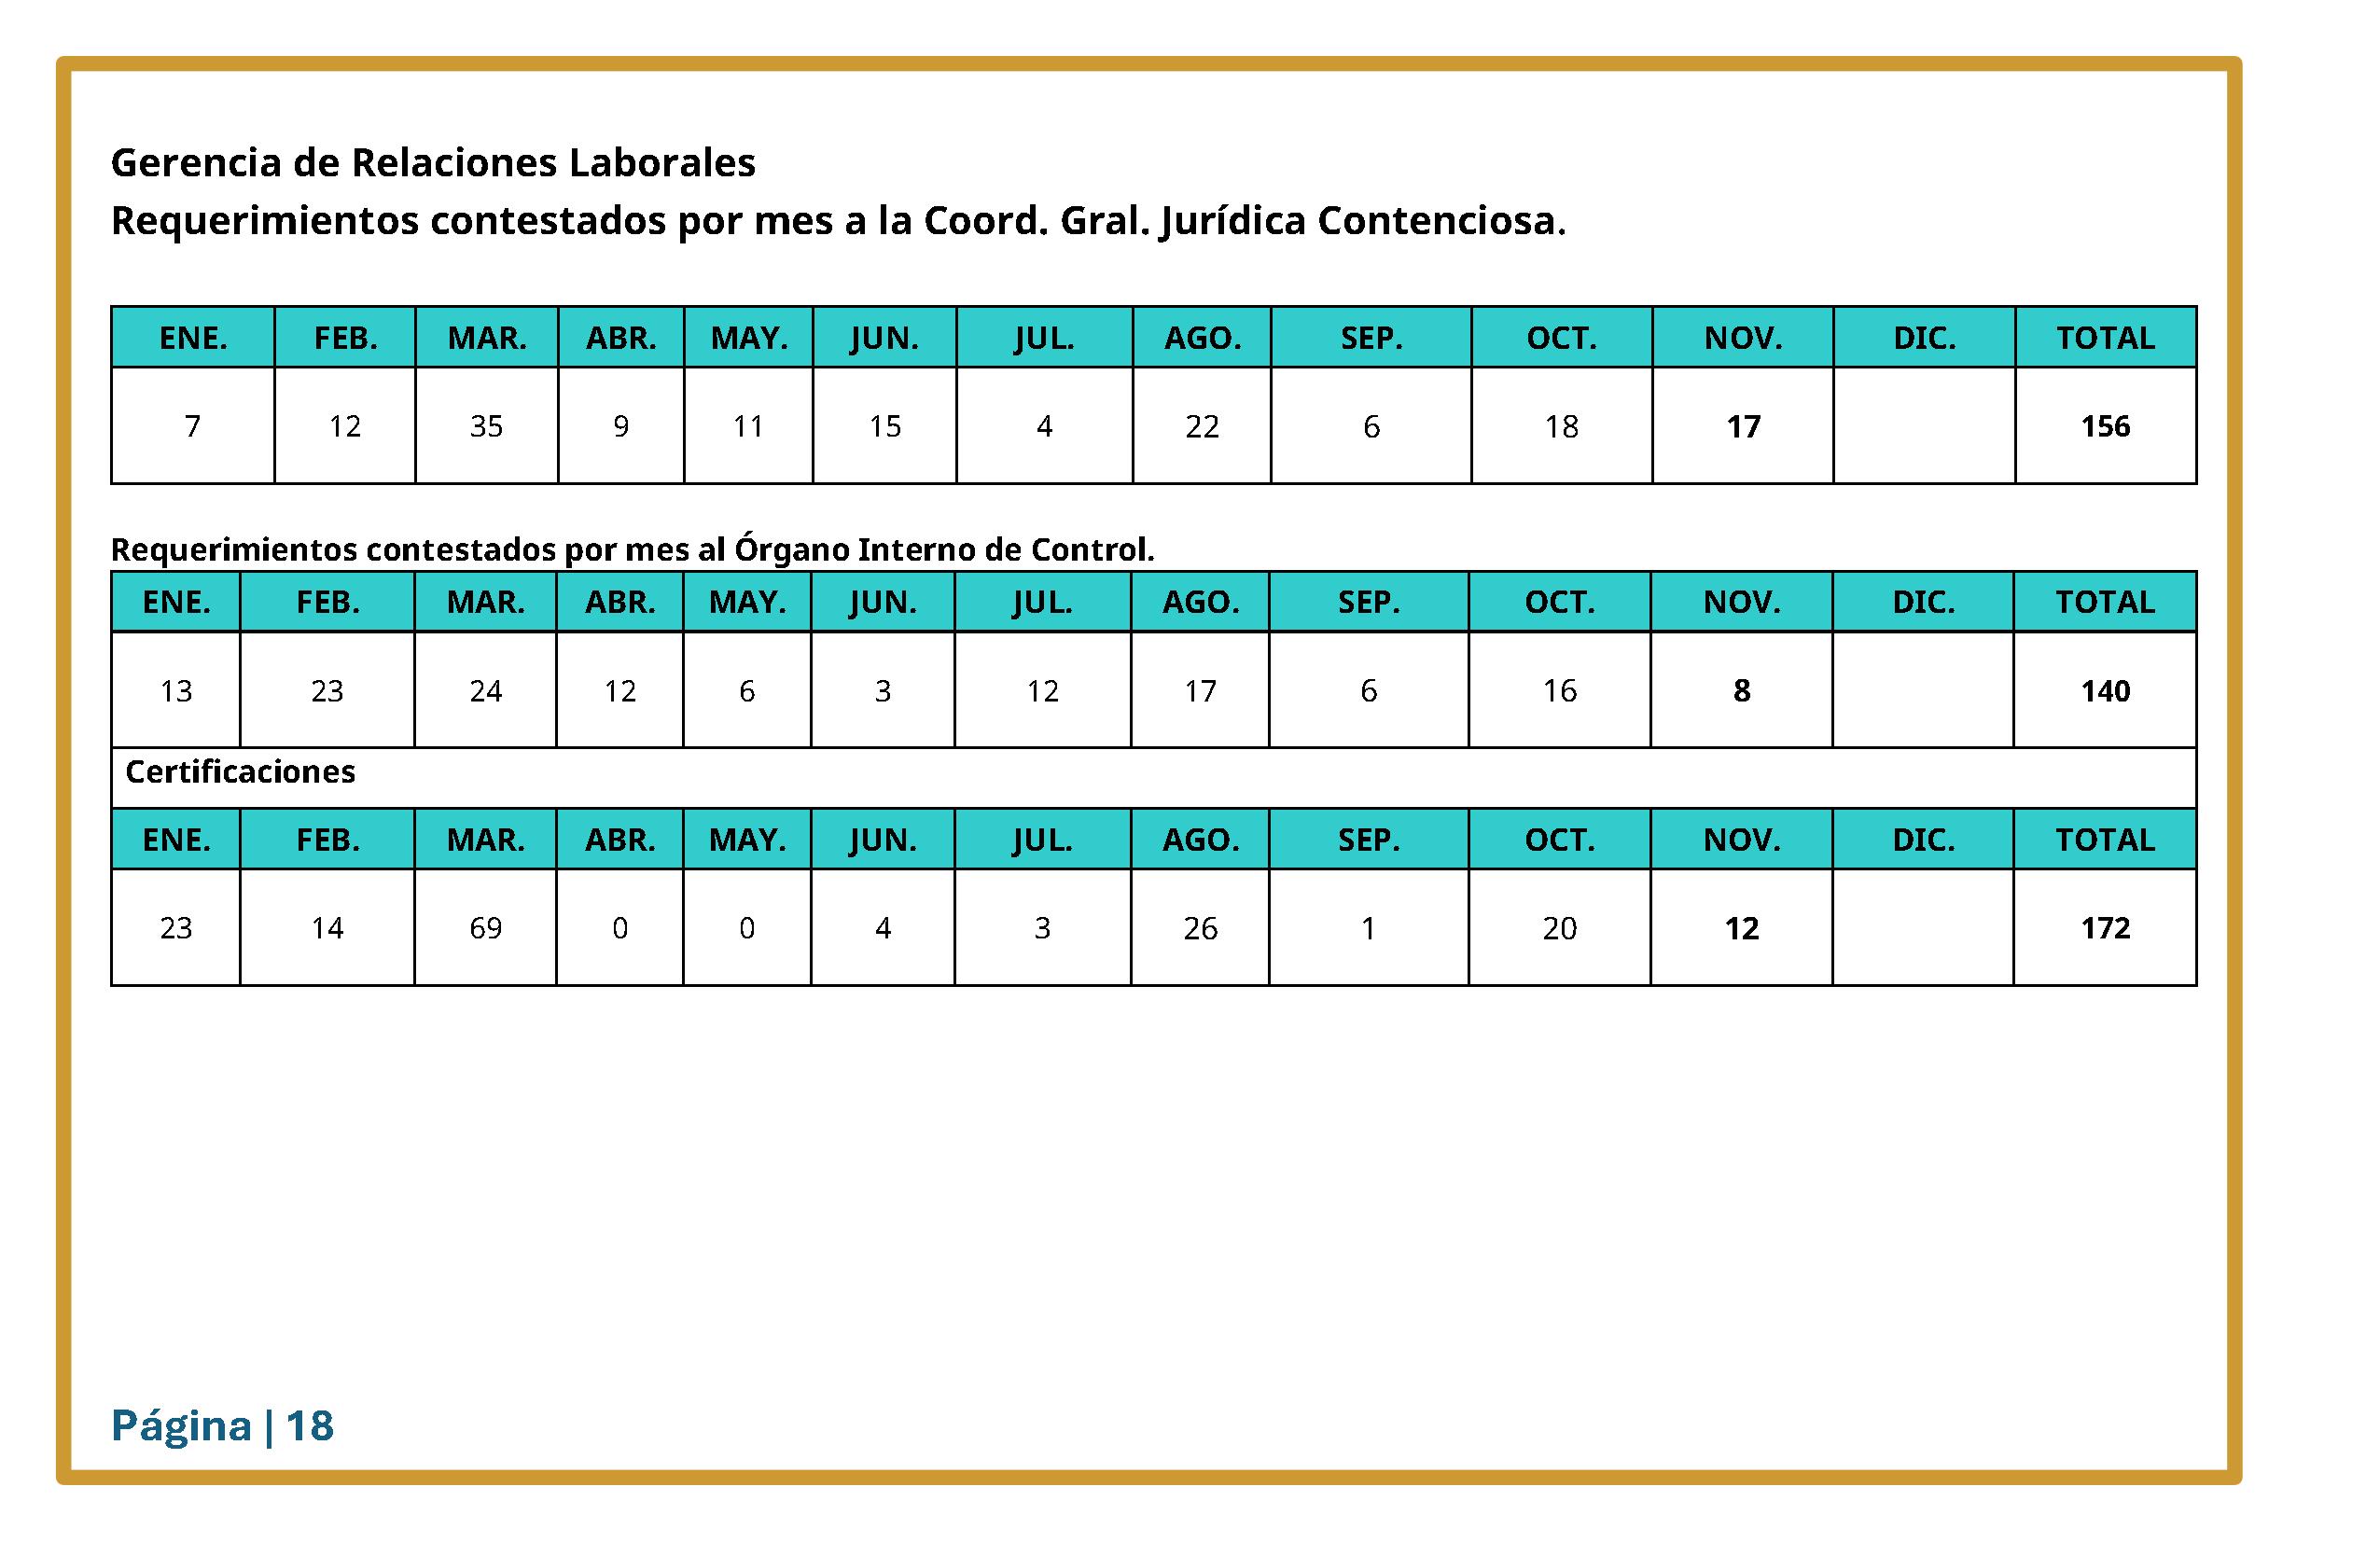 Gerencia de Relaciones Laborales
Requerimientos contestados por mes a la Coord. Gral. Jurídica Contenciosa.
ENE. FEB. MAR. ABR. MAY. JUN. JUL. AGO. SEP. OCT. NOV. DIC. TOTAL
7 12 35 9 11 15 4 22 6 18 17 156
Requerimientos contestados por mes al Órgano Interno de Control.
ENE. FEB. MAR. ABR. MAY. JUN. JUL. AGO. SEP. OCT. NOV. DIC. TOTAL
13 23 24 12 6 3 12 17 6 16 8 140
Certificaciones
ENE. FEB. MAR. ABR. MAY. JUN. JUL. AGO. SEP. OCT. NOV. DIC. TOTAL
23 14 69 0 0 4 3 26 1 20 12 172
Página | 18